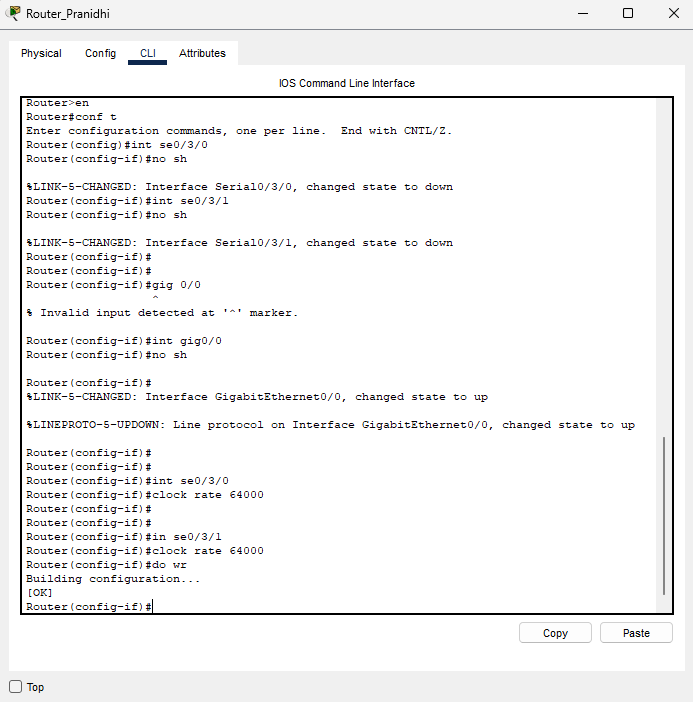 Router_Pranidhi
Physical Config CLI Attributes
IOS Command Line Interface
Router>en
Router#conf t
Enter configuration commands, one per line.  End with CNTL/Z.
Router(config)#int se0/3/0
Router(config-if)#no sh
%LINK-5-CHANGED: Interface Serial0/3/0, changed state to down
Router(config-if)#int se0/3/1
Router(config-if)#no sh
%LINK-5-CHANGED: Interface Serial0/3/1, changed state to down
Router(config-if)#
Router(config-if)#
Router(config-if)#gig 0/0
^
% Invalid input detected at '^' marker.
Router(config-if)#int gig0/0
Router(config-if)#no sh
Router(config-if)#
%LINK-5-CHANGED: Interface GigabitEthernet0/0, changed state to up
%LINEPROTO-5-UPDOWN: Line protocol on Interface GigabitEthernet0/0, changed state to up
Router(config-if)#
Router(config-if)#
Router(config-if)#int se0/3/0
Router(config-if)#clock rate 64000
Router(config-if)#
Router(config-if)#
Router(config-if)#in se0/3/1
Router(config-if)#clock rate 64000
Router(config-if)#do wr
Building configuration...
[OK]
Router(config-if)#
Copy Paste
Top